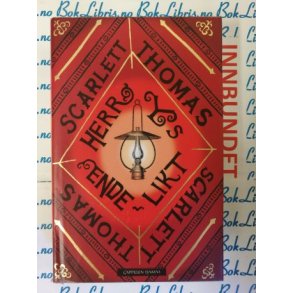 SCARLETT
THOMAS
HERR Y's
ENDE-
LIKT
THOMAS
SCARLETT
CAPPELEN DAMM
INNBUNDET
BokLibris.no